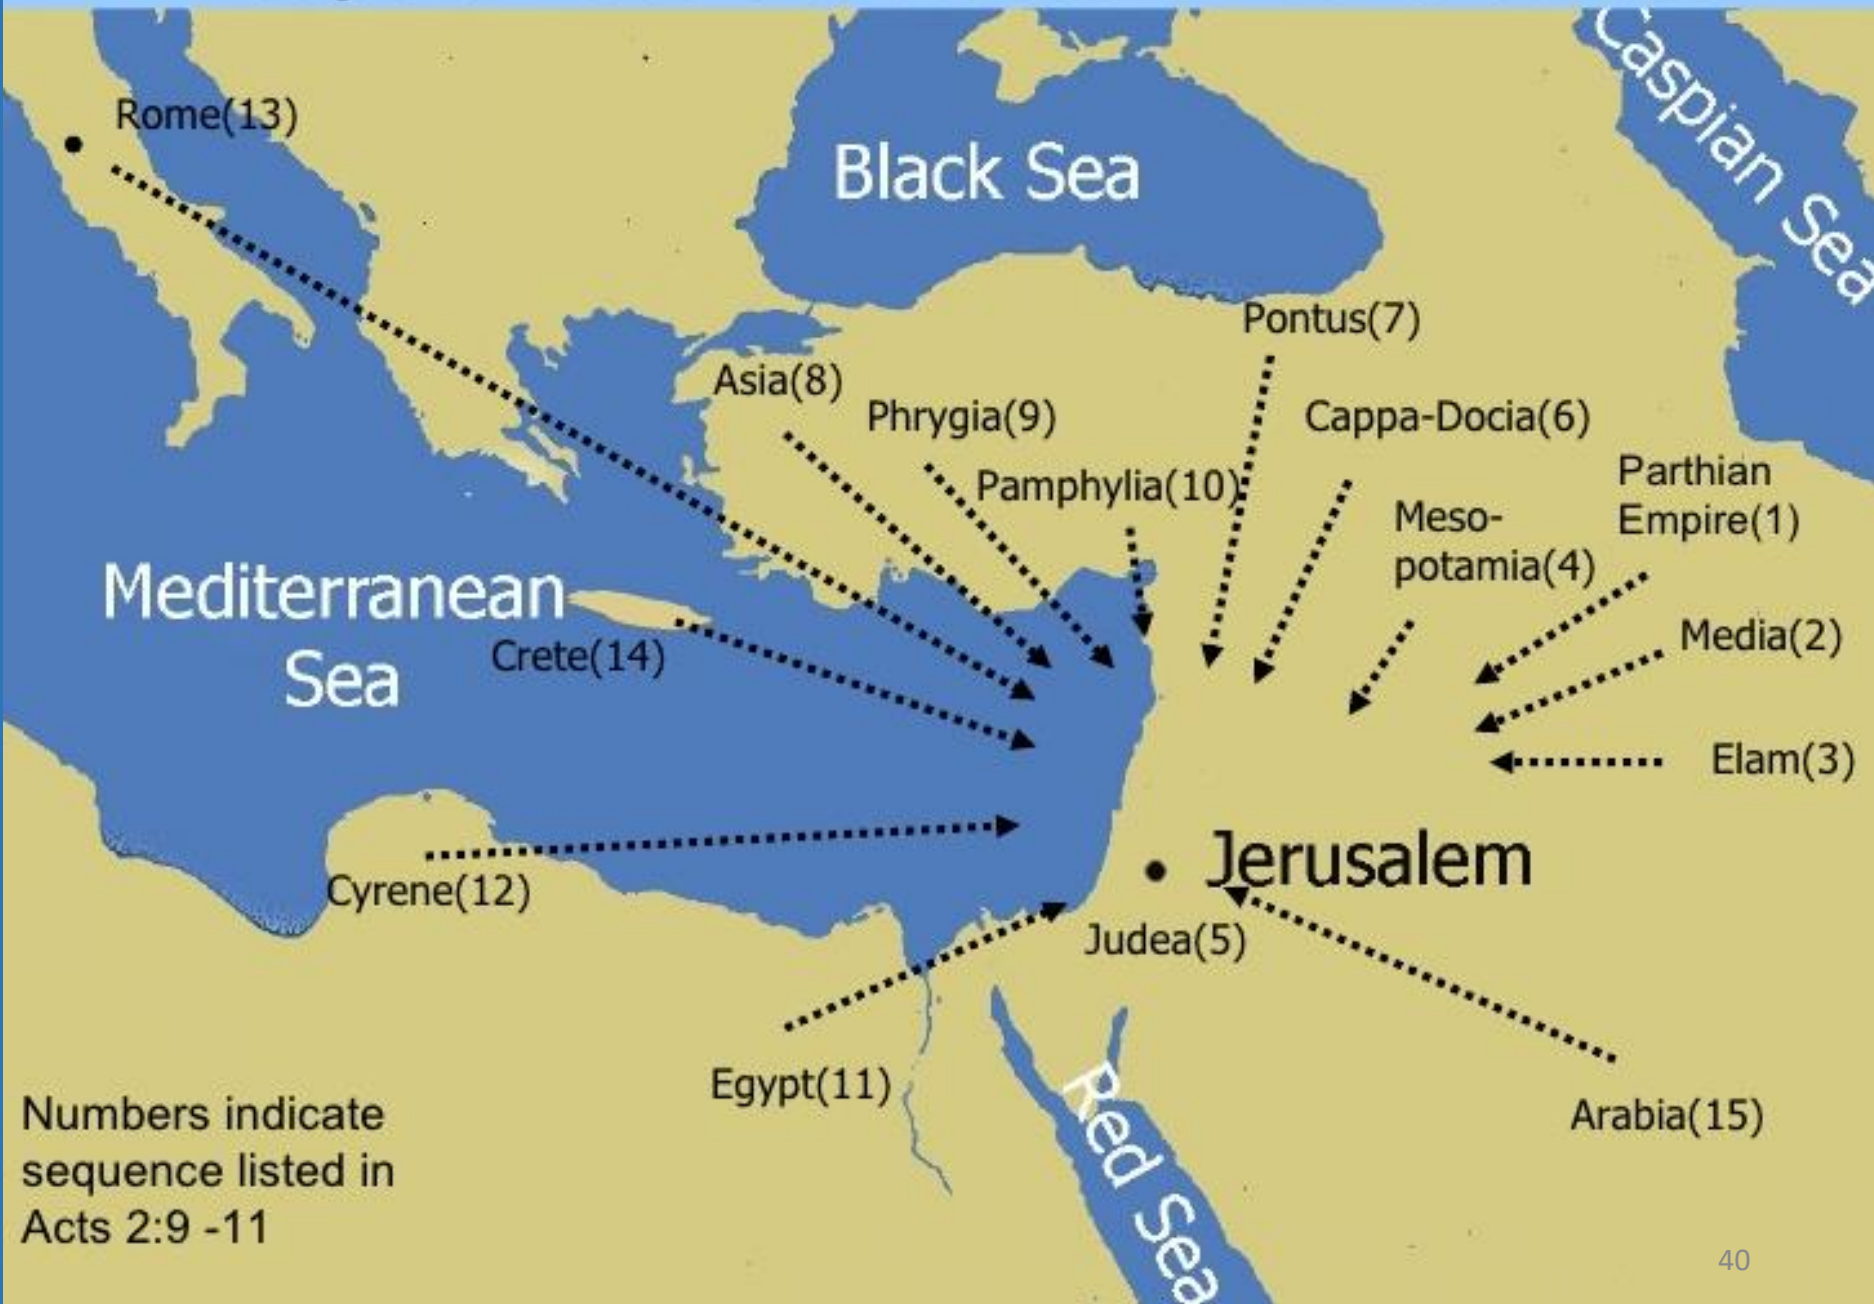 Caspian Sea
Rome(13)
Black Sea
Pontus(7)
Asia(8)
Phrygia(9)
Cappa-Docia(6)
Pamphylia(10)
Parthian
Empire(1)
Meso-
potamia(4)
Mediterranean
Sea
Crete(14)
Media(2)
Elam(3)
Jerusalem
Cyrene(12)
Judea(5)
Egypt(11)
Red Sea
Arabia(15)
Numbers indicate
sequence listed in
Acts 2:9 -11
40